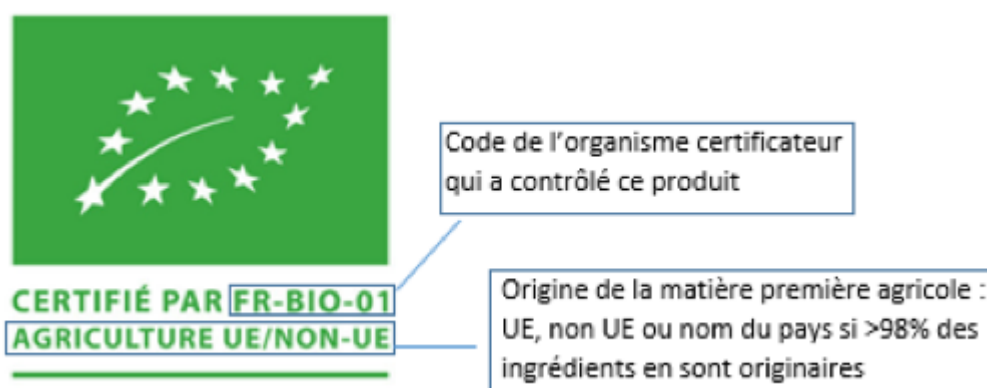 Code de l'organisme certificateur
qui a contrôlé ce produit
CERTIFIÉ PAR FR-BIO-01
AGRICULTURE UE/NON-UE
Origine de la matière première agricole :
UE, non UE ou nom du pays si >98% des
ingrédients en sont originaires